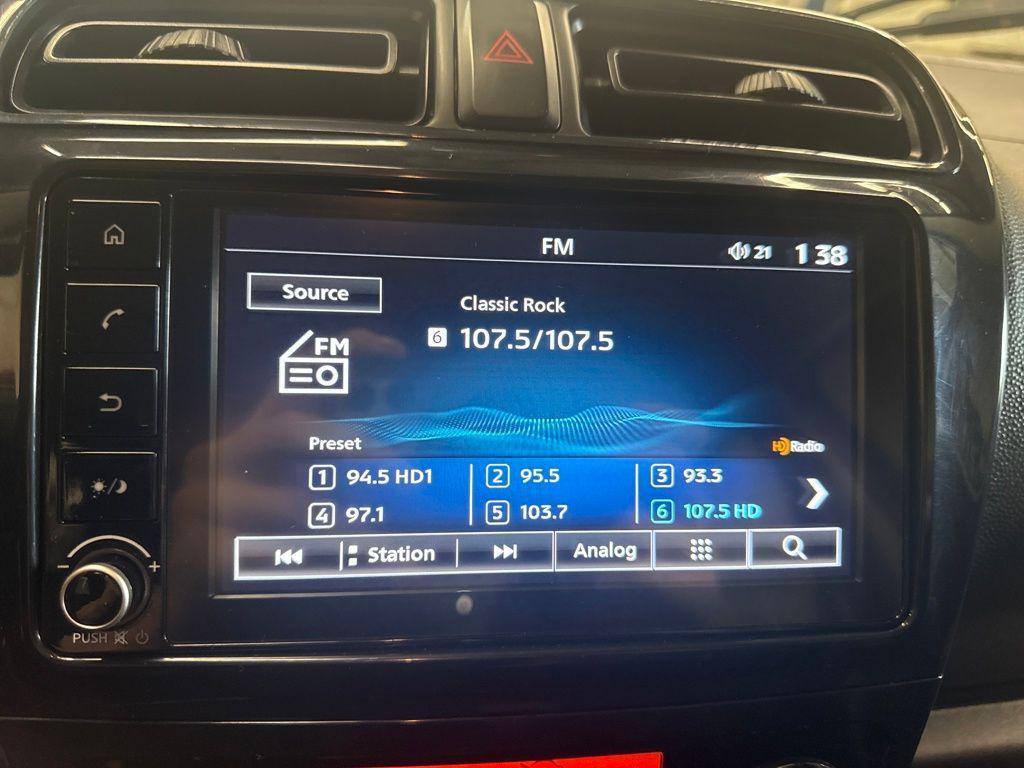 FM
21 1 38
Source
Classic Rock
6 107.5/107.5
FM
Preset
HD Radio
1 94.5 HD1 2 95.5 3 93.3
4 97.1 5 103.7 6 107.5 HD
Station Analog
- +
PUSH